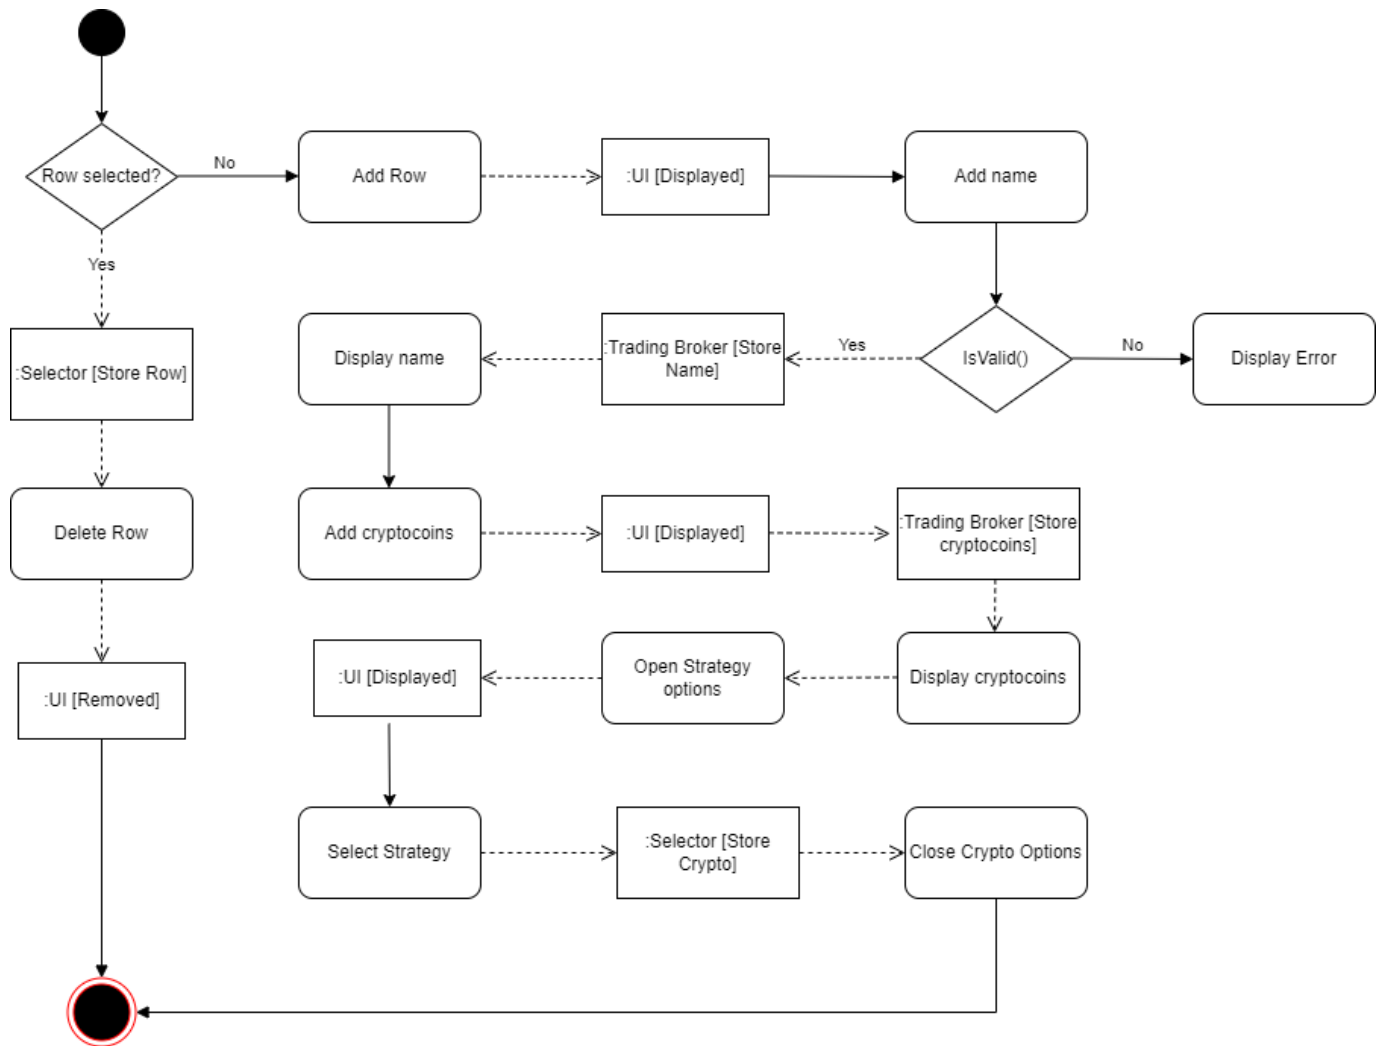 Row selected?
No
Add Row
:UI [Displayed]
Add name
Yes
:Selector [Store Row]
Display name
:Trading Broker [Store
Name]
Yes
IsValid()
No
Display Error
Delete Row
Add cryptocoins
:UI [Displayed]
:Trading Broker [Store
cryptocoins]
:UI [Removed]
:UI [Displayed]
Open Strategy
options
Display cryptocoins
Select Strategy
:Selector [Store
Crypto]
Close Crypto Options